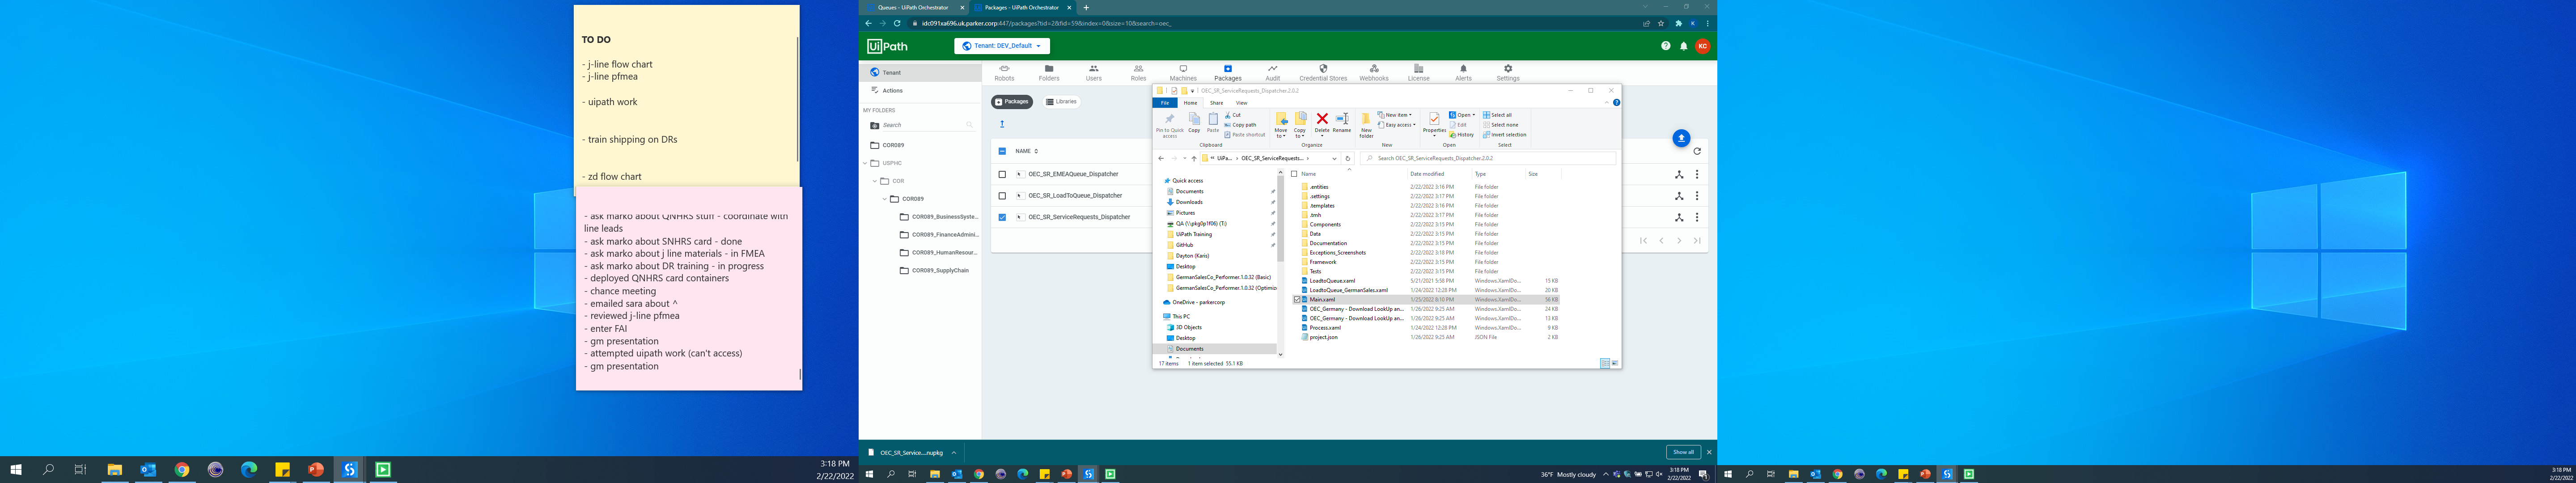 TO DO
- j-line flow chart
- j-line pfmea
- uipath work
- train shipping on DRs
- zd flow chart
- ask marko about QNHRS stuff - coordinate with
line leads
- ask marko about SNHRS card - done
- ask marko about j line materials - in FMEA
- ask marko about DR training - in progress
- deployed QNHRS card containers
- chance meeting
- emailed sara about ^
- reviewed j-line pfmea
- enter FAI
- gm presentation
- attempted uipath work (can't access)
- gm presentation
3:18 PM
2/22/2022
Queues - UiPath Orchestrator
Packages - UiPath Orchestrator
idc091xa696.uk.parker.corp:447/packages?tid=2&fid=59&index=0&size=10&search=oec_
UiPath
Tenant: DEV_Default
KC
Tenant
Actions
MY FOLDERS
Search
COR089
USPHC
COR
COR089
COR089_BusinessSyste...
COR089_FinanceAdmini...
COR089_HumanResour...
COR089_SupplyChain
Robots Folders Users Roles Machines Packages Audit Credential Stores Webhooks License Alerts Settings
Packages Libraries
NAME
OEC_SR_EMEAQueue_Dispatcher
OEC_SR_LoadToQueue_Dispatcher
OEC_SR_ServiceRequests_Dispatcher
OEC_SR_ServiceRequests_Dispatcher.2.0.2
File Home Share View
Pin to Quick access
Copy
Paste
Cut
Copy path
Paste shortcut
Clipboard
Move to
Copy to
Delete
Rename
Organize
New folder
New item
Easy access
New
Properties
Open
Edit
History
Open
Select all
Select none
Invert selection
Select
UiPa... OEC_SR_ServiceRequests...
Search OEC_SR_ServiceRequests_Dispatcher.2.0.2
Quick access
Documents
Downloads
Pictures
QA (\\pkg0p1f06) (T:)
UiPath Training
GitHub
Dayton (Karis)
Desktop
GermanSalesCo_Performer.1.0.32 (Basic)
GermanSalesCo_Performer.1.0.32 (Optimize
OneDrive - parkercorp
This PC
3D Objects
Desktop
Documents
Name Date modified Type Size
.entities 2/22/2022 3:16 PM File folder
.settings 2/22/2022 3:17 PM File folder
.templates 2/22/2022 3:16 PM File folder
.tmh 2/22/2022 3:17 PM File folder
Components 2/22/2022 3:15 PM File folder
Data 2/22/2022 3:15 PM File folder
Documentation 2/22/2022 3:15 PM File folder
Exceptions_Screenshots 2/22/2022 3:15 PM File folder
Framework 2/22/2022 3:15 PM File folder
Tests 2/22/2022 3:15 PM File folder
LoadtoQueue.xaml 5/21/2021 5:58 PM Windows.XamlDo... 15 KB
LoadtoQueue_GermanSales.xaml 1/24/2022 12:28 PM Windows.XamlDo... 20 KB
Main.xaml 1/25/2022 8:10 PM Windows.XamlDo... 56 KB
OEC_Germany - Download LookUp an... 1/26/2022 9:25 AM Windows.XamlDo... 24 KB
OEC_Germany - Download LookUp an... 1/26/2022 9:25 AM Windows.XamlDo... 13 KB
Process.xaml 1/24/2022 12:28 PM Windows.XamlDo... 9 KB
project.json 1/26/2022 9:25 AM JSON File 2 KB
17 items 1 item selected 55.1 KB
OEC_SR_Service....nupkg
Show all
36°F Mostly cloudy
3:18 PM
2/22/2022
3:18 PM
2/22/2022